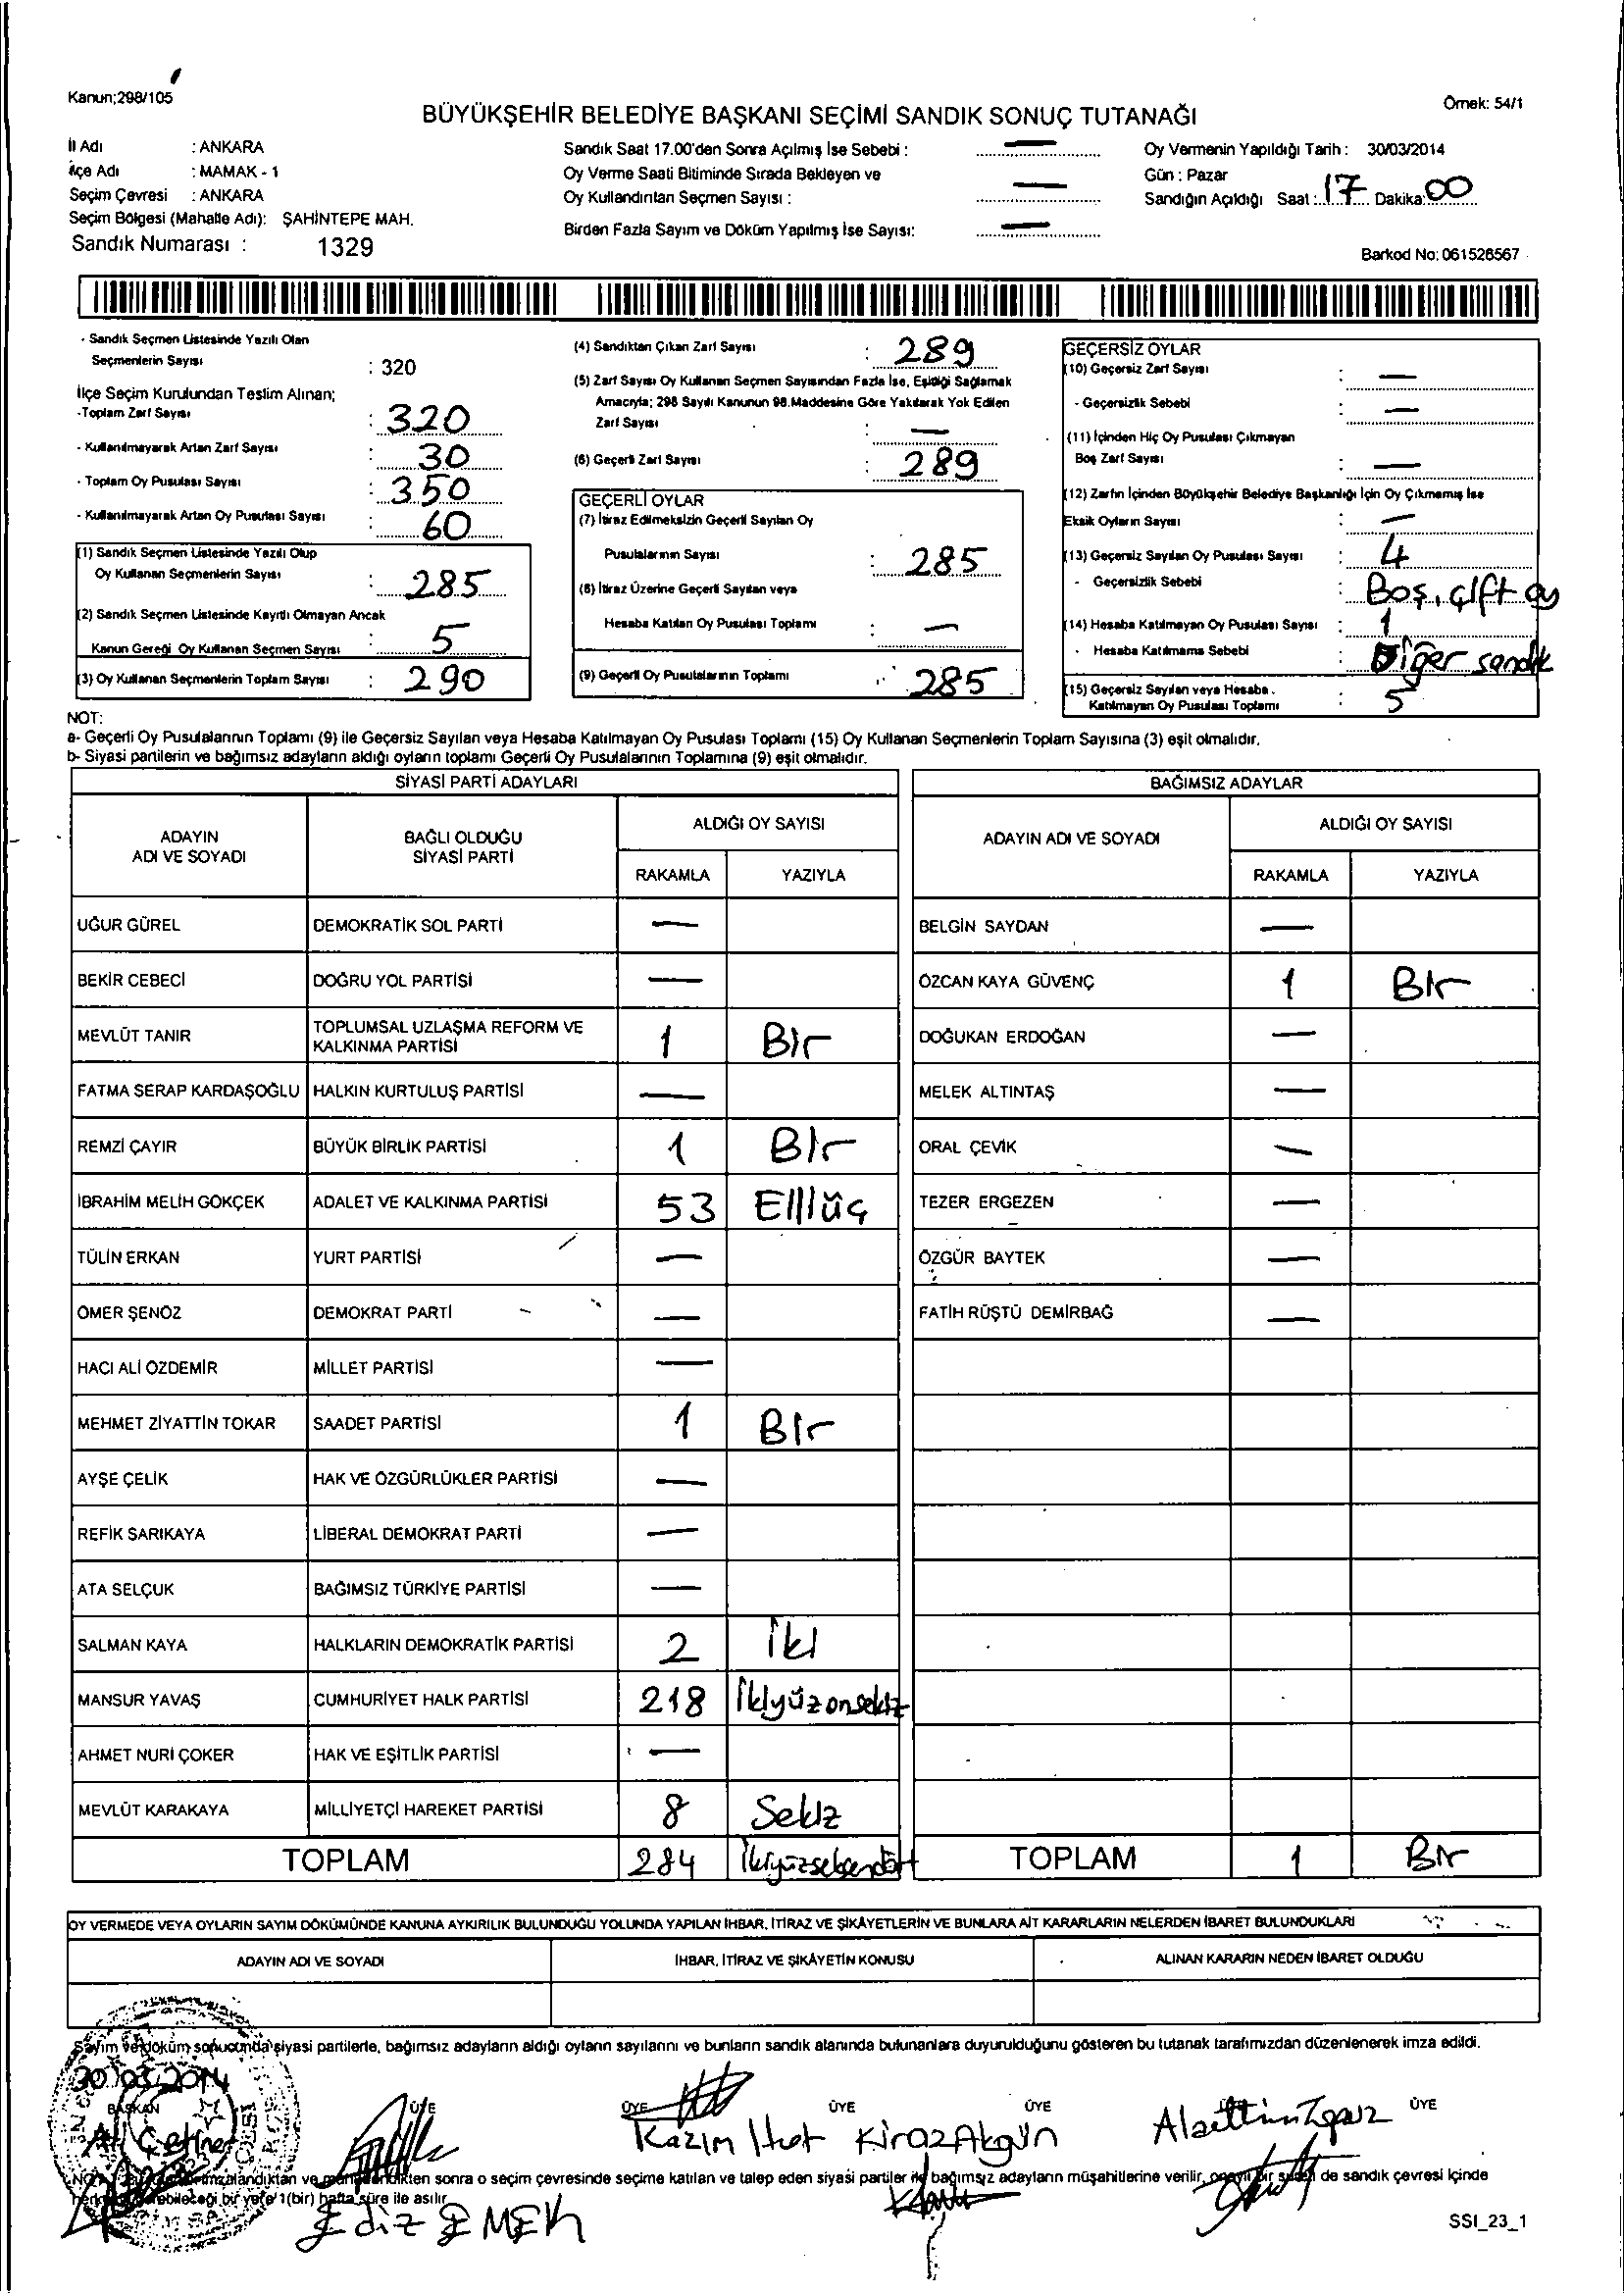 Kanun;298/105
Örnek: 54/1
BÜYÜKŞEHİR BELEDİYE BAŞKANI SEÇİMİ SANDIK SONUÇ TUTANAĞI
İl Adı : ANKARA
İlçe Adı : MAMAK - 1
Seçim Çevresi : ANKARA
Seçim Bölgesi (Mahalle Adı): ŞAHİNTEPE MAH.
Sandık Numarası : 1329
Sandık Saat 17.00'den Sonra Açılmış İse Sebebi : —
Oy Verme Saati Bitiminde Sırada Bekleyen ve
Oy Kullandırılan Seçmen Sayısı : —
Birden Fazla Sayım ve Döküm Yapılmış İse Sayısı: —
Oy Vermenin Yapıldığı Tarih : 30/03/2014
Gün : Pazar
Sandığın Açıldığı Saat : 17 Dakika: 00
Barkod No: 061526567
- Sandık Seçmen Listesinde Yazılı Olan
Seçmenlerin Sayısı : 320
İlçe Seçim Kurulundan Teslim Alınan;
-Toplam Zarf Sayısı : 320
- Kullanılmayarak Artan Zarf Sayısı : 30
- Toplam Oy Pusulası Sayısı : 350
- Kullanılmayarak Artan Oy Pusulası Sayısı : 60
(1) Sandık Seçmen Listesinde Yazılı Olup
Oy Kullanan Seçmenlerin Sayısı : 285
(2) Sandık Seçmen Listesinde Kayıtlı Olmayan Ancak
Kanun Gereği Oy Kullanan Seçmen Sayısı : 5
(3) Oy Kullanan Seçmenlerin Toplam Sayısı : 290
(4) Sandıktan Çıkan Zarf Sayısı : 289
(5) Zarf Sayısı Oy Kullanan Seçmen Sayısından Fazla İse, Eşitliği Sağlamak
Amacıyla; 298 Sayılı Kanunun 98.Maddesine Göre Yakılarak Yok Edilen
Zarf Sayısı : —
(6) Geçerli Zarf Sayısı : 289
GEÇERLİ OYLAR
(7) İtiraz Edilmeksizin Geçerli Sayılan Oy
Pusulalarının Sayısı : 285
(8) İtiraz Üzerine Geçerli Sayılan veya
Hesaba Katılan Oy Pusulası Toplamı : —
(9) Geçerli Oy Pusulalarının Toplamı : 285
GEÇERSİZ OYLAR
(10) Geçersiz Zarf Sayısı : —
- Geçersizlik Sebebi : —
(11) İçinden Hiç Oy Pusulası Çıkmayan
Boş Zarf Sayısı : —
(12) Zarfın İçinden Büyükşehir Belediye Başkanlığı İçin Oy Çıkmamış İse
Eksik Oyların Sayısı : —
(13) Geçersiz Sayılan Oy Pusulası Sayısı : 4
- Geçersizlik Sebebi : Boş, çift oy
(14) Hesaba Katılmayan Oy Pusulası Sayısı : 1
- Hesaba Katılmama Sebebi : Diğer sandık
(15) Geçersiz Sayılan veya Hesaba
Katılmayan Oy Pusulası Toplamı : 5
NOT:
a- Geçerli Oy Pusulalarının Toplamı (9) ile Geçersiz Sayılan veya Hesaba Katılmayan Oy Pusulası Toplamı (15) Oy Kullanan Seçmenlerin Toplam Sayısına (3) eşit olmalıdır.
b- Siyasi partilerin ve bağımsız adayların aldığı oyların toplamı Geçerli Oy Pusulalarının Toplamına (9) eşit olmalıdır.
SİYASİ PARTİ ADAYLARI
ADAYIN ADI VE SOYADI
BAĞLI OLDUĞU SİYASİ PARTİ
ALDIĞI OY SAYISI
RAKAMLA YAZIYLA
UĞUR GÜREL DEMOKRATİK SOL PARTİ —
BEKİR CEBECİ DOĞRU YOL PARTİSİ —
MEVLÜT TANIR TOPLUMSAL UZLAŞMA REFORM VE KALKINMA PARTİSİ 1 Bir
FATMA SERAP KARDAŞOĞLU HALKIN KURTULUŞ PARTİSİ —
REMZİ ÇAYIR BÜYÜK BİRLİK PARTİSİ 1 Bir
İBRAHİM MELİH GÖKÇEK ADALET VE KALKINMA PARTİSİ 53 Elliüç
TÜLİN ERKAN YURT PARTİSİ —
ÖMER ŞENÖZ DEMOKRAT PARTİ —
HACI ALİ ÖZDEMİR MİLLET PARTİSİ —
MEHMET ZİYATTİN TOKAR SAADET PARTİSİ 1 Bir
AYŞE ÇELİK HAK VE ÖZGÜRLÜKLER PARTİSİ —
REFİK SARIKAYA LİBERAL DEMOKRAT PARTİ —
ATA SELÇUK BAĞIMSIZ TÜRKİYE PARTİSİ —
SALMAN KAYA HALKLARIN DEMOKRATİK PARTİSİ 2 İki
MANSUR YAVAŞ CUMHURİYET HALK PARTİSİ 218 İkiyüzonsekiz
AHMET NURİ ÇOKER HAK VE EŞİTLİK PARTİSİ —
MEVLÜT KARAKAYA MİLLİYETÇİ HAREKET PARTİSİ 8 Sekiz
TOPLAM 284 İkiyüzseksendört
BAĞIMSIZ ADAYLAR
ADAYIN ADI VE SOYADI
ALDIĞI OY SAYISI
RAKAMLA YAZIYLA
BELGİN SAYDAN —
ÖZCAN KAYA GÜVENÇ 1 Bir
DOĞUKAN ERDOĞAN —
MELEK ALTINTAŞ —
ORAL ÇEVİK —
TEZER ERGEZEN —
ÖZGÜR BAYTEK —
FATİH RÜŞTÜ DEMİRBAĞ —
TOPLAM 1 Bir
OY VERMEDE VEYA OYLARIN SAYIM DÖKÜMÜNDE KANUNA AYKIRILIK BULUNDUĞU YOLUNDA YAPILAN İHBAR, İTİRAZ VE ŞİKÂYETLERİN VE BUNLARA AİT KARARLARIN NELERDEN İBARET BULUNDUKLARI
ADAYIN ADI VE SOYADI İHBAR, İTİRAZ VE ŞİKÂYETİN KONUSU ALINAN KARARIN NEDEN İBARET OLDUĞU
Sayım ve döküm sonucunda siyasi partilerle, bağımsız adayların aldığı oyların sayılarını ve bunların sandık alanında bulunanlara duyurulduğunu gösteren bu tutanak tarafımızdan düzenlenerek imza edildi.
30.03.2014
BAŞKAN ÜYE ÜYE ÜYE ÜYE ÜYE
Ali Çetiner
Kiraz Akgün
sonra o seçim çevresinde seçime katılan ve talep eden siyasi partiler ile bağımsız adayların müşahitlerine verilir, onaylı bir sureti de sandık çevresi içinde
bir yere 1(bir) hafta süre ile asılır
Ediz EMEK
SSI_23_1